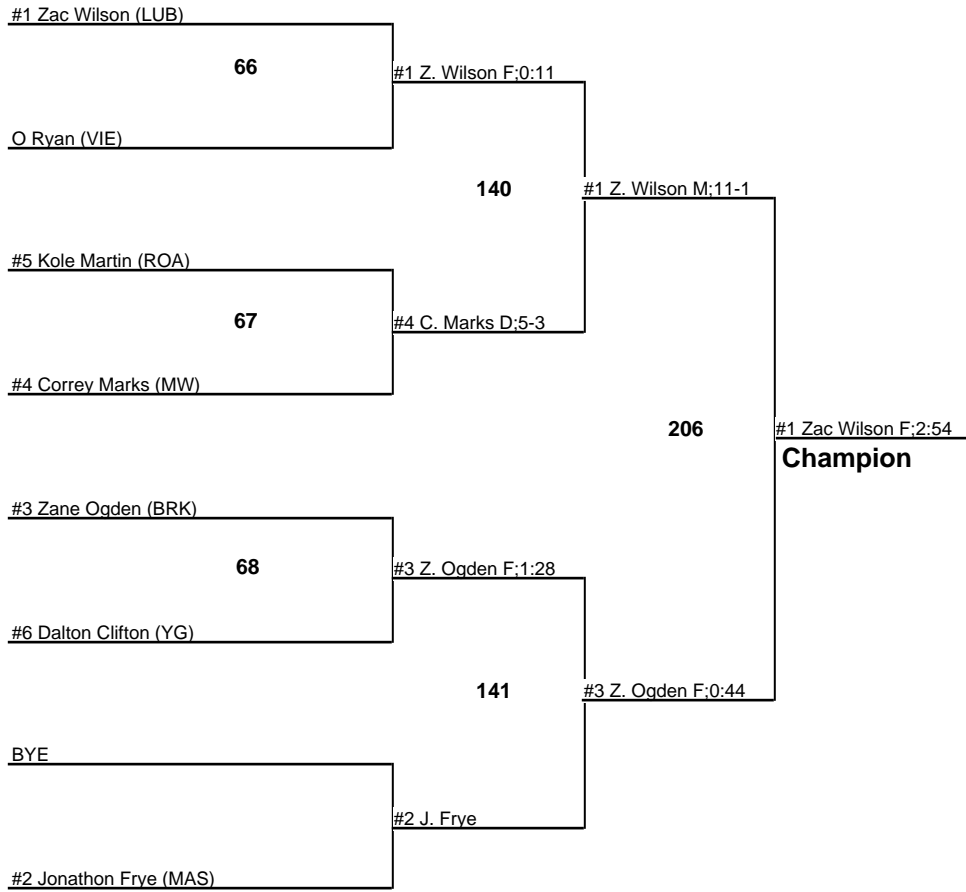 #1 Zac Wilson (LUB)
66
#1 Z. Wilson F;0:11
O Ryan (VIE)
140
#1 Z. Wilson M;11-1
#5 Kole Martin (ROA)
67
#4 C. Marks D;5-3
#4 Correy Marks (MW)
206
#1 Zac Wilson F;2:54
Champion
#3 Zane Ogden (BRK)
68
#3 Z. Ogden F;1:28
#6 Dalton Clifton (YG)
141
#3 Z. Ogden F;0:44
BYE
#2 J. Frye
#2 Jonathon Frye (MAS)